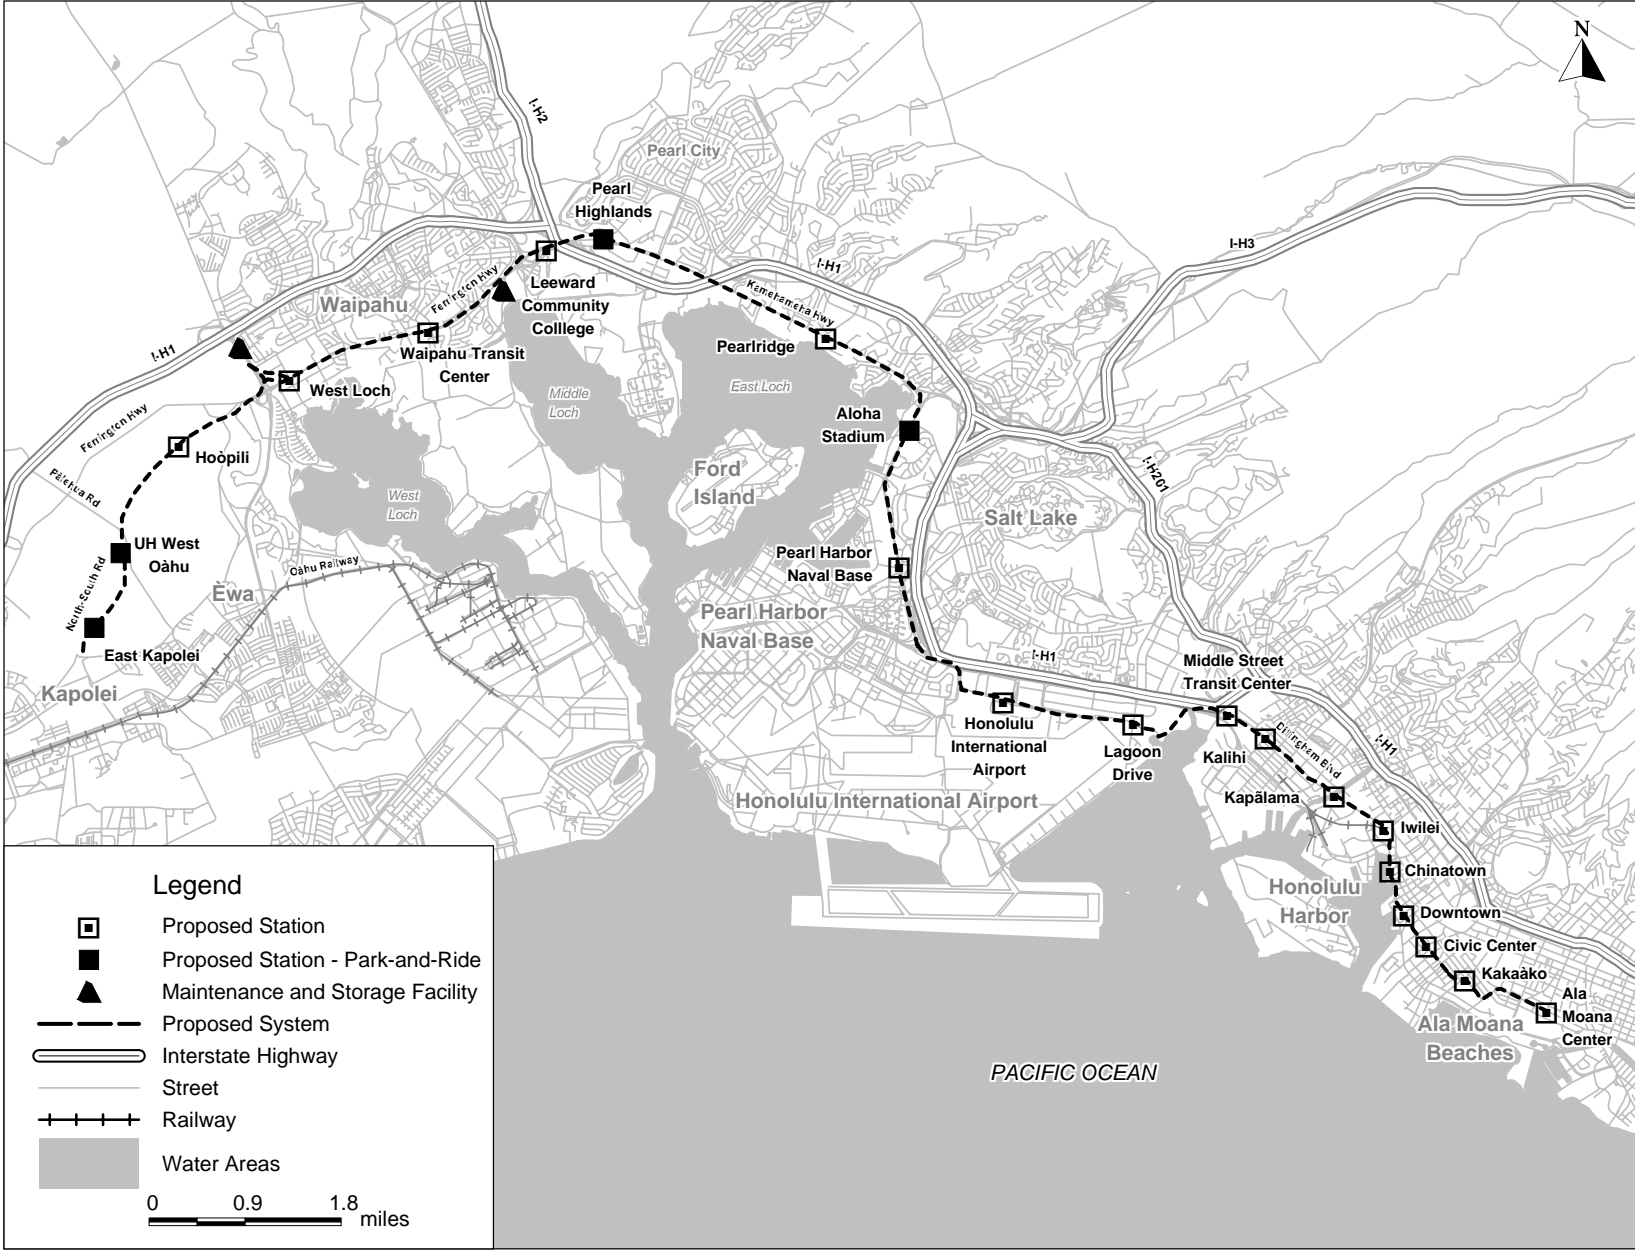 N
I-H2
Pearl City
Pearl
Highlands
I-H3
I-H1
Farrington Hwy
Leeward
Community
Colllege
Kamehameha Hwy
Waipahu
Pearlridge
I-H1
Waipahu Transit
Center
West Loch
Middle
Loch
East Loch
Aloha
Stadium
Farrington Hwy
Hoòpili
Ford
Island
I-H201
West
Loch
Salt Lake
UH West
Oàhu
Pearl Harbor
Naval Base
Oàhu Railway
North-South Rd
Èwa
Pearl Harbor
Naval Base
East Kapolei
I-H1
Middle Street
Transit Center
Kapolei
Honolulu
International
Airport
Lagoon
Drive
Kalihi
Dillingham Blvd
I-H1
Kapãlama
Honolulu International Airport
Iwilei
Chinatown
Honolulu
Harbor
Downtown
Civic Center
Kakaàko
Ala
Moana
Center
Ala Moana
Beaches
PACIFIC OCEAN
Legend
Proposed Station
Proposed Station - Park-and-Ride
Maintenance and Storage Facility
Proposed System
Interstate Highway
Street
Railway
Water Areas
0 0.9 1.8
miles